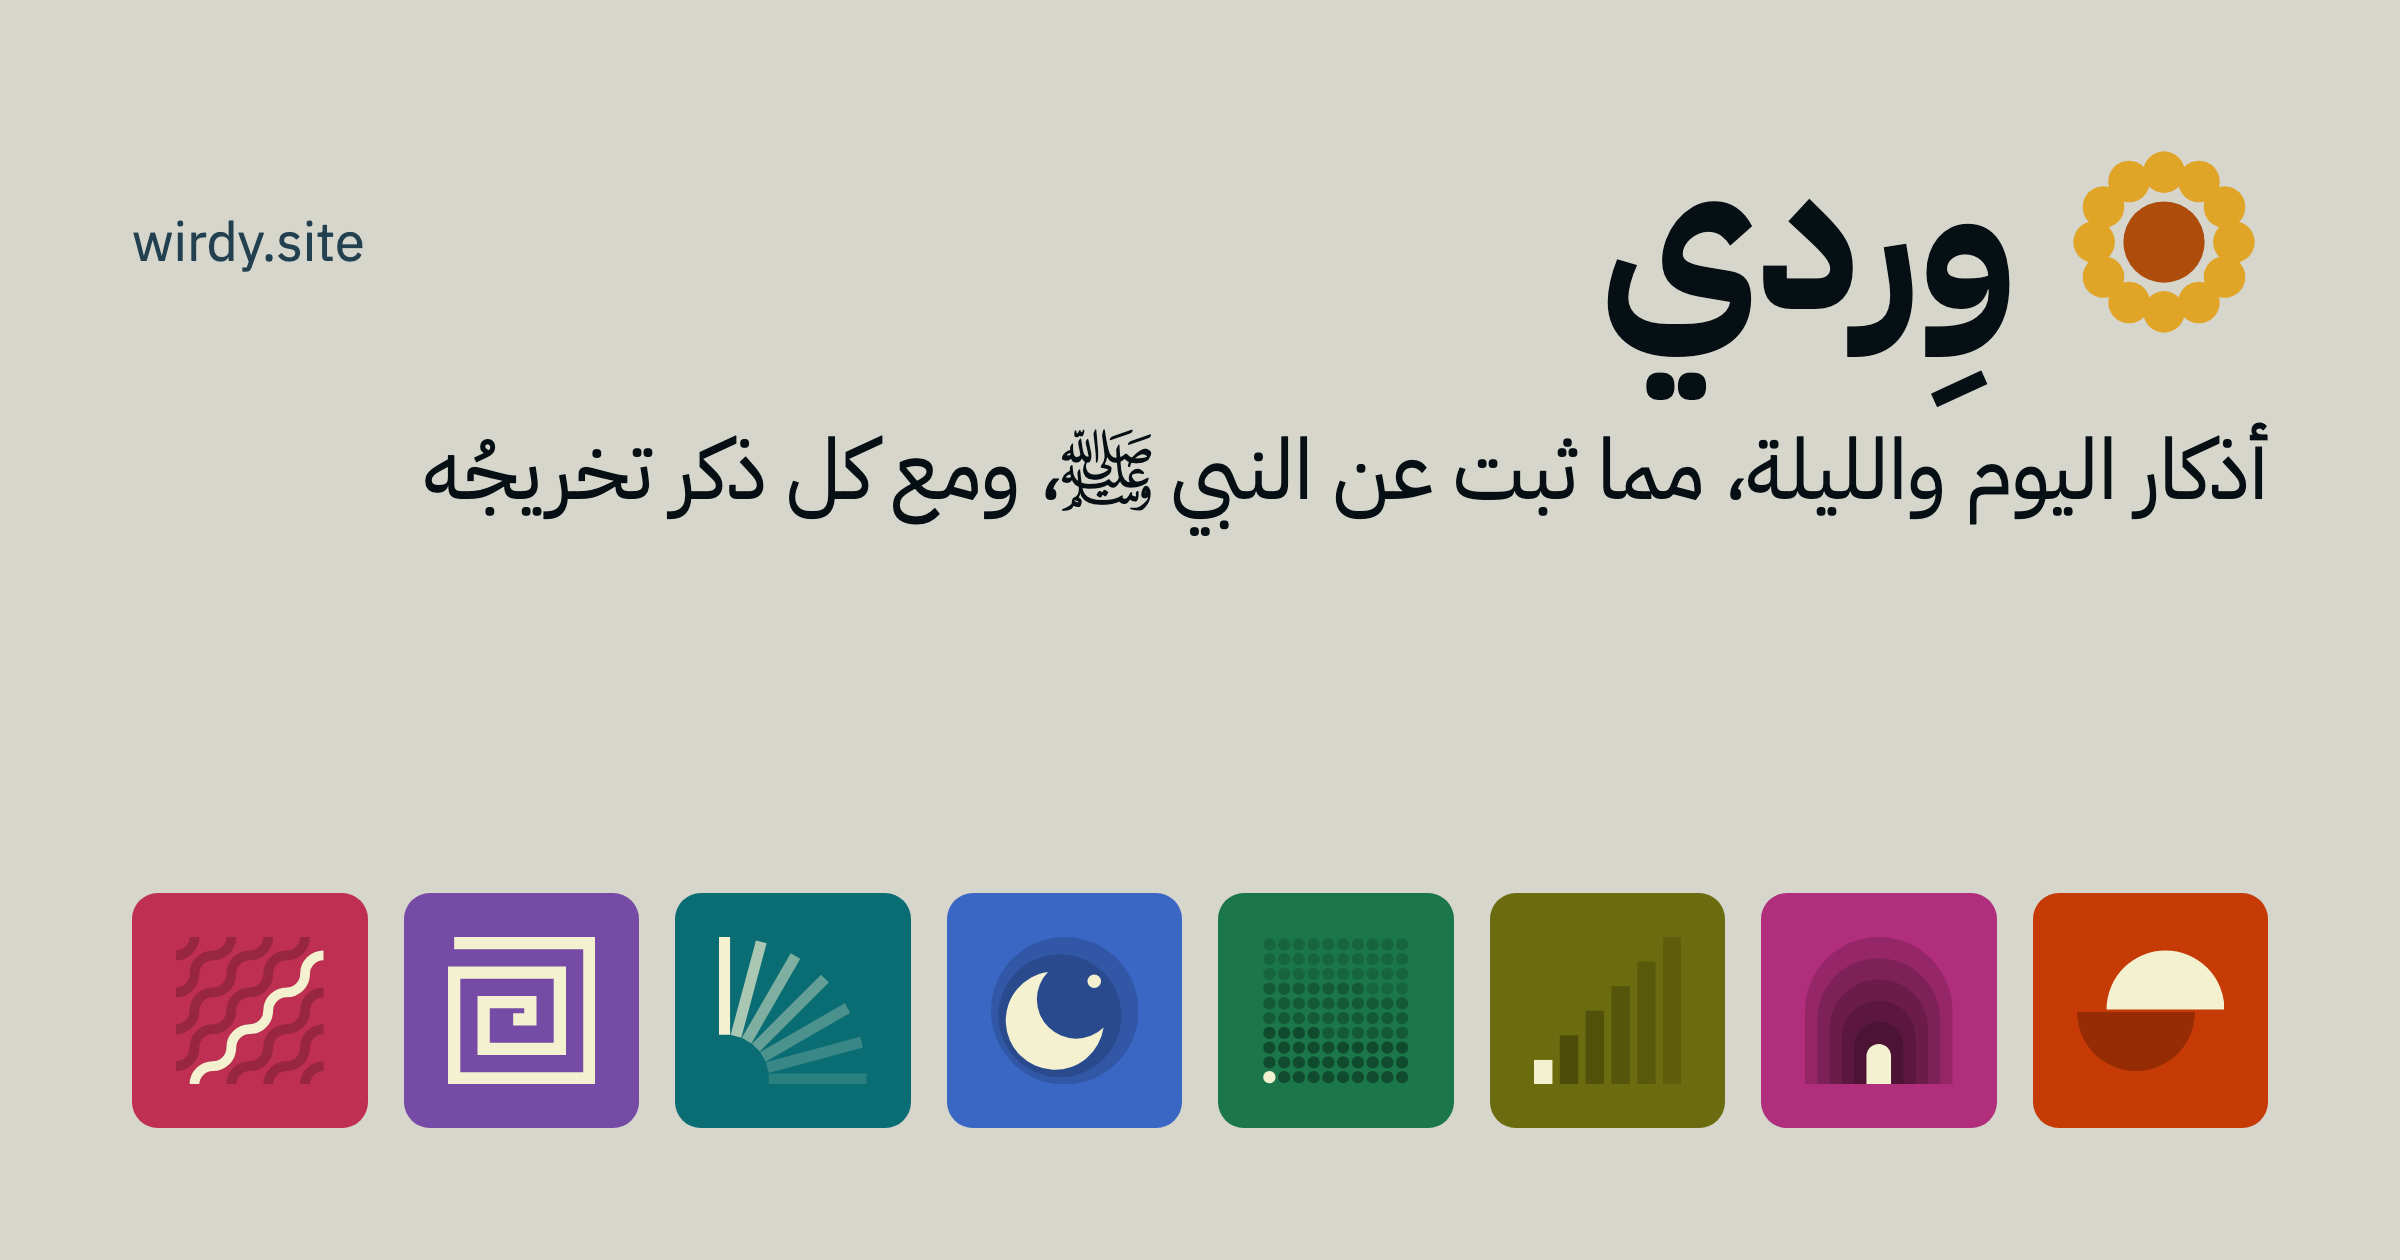 وِردي
wirdy.site
أذكار اليوم والليلة، مما ثبت عن النبي ﷺ، ومع كل ذكر تخريجُه